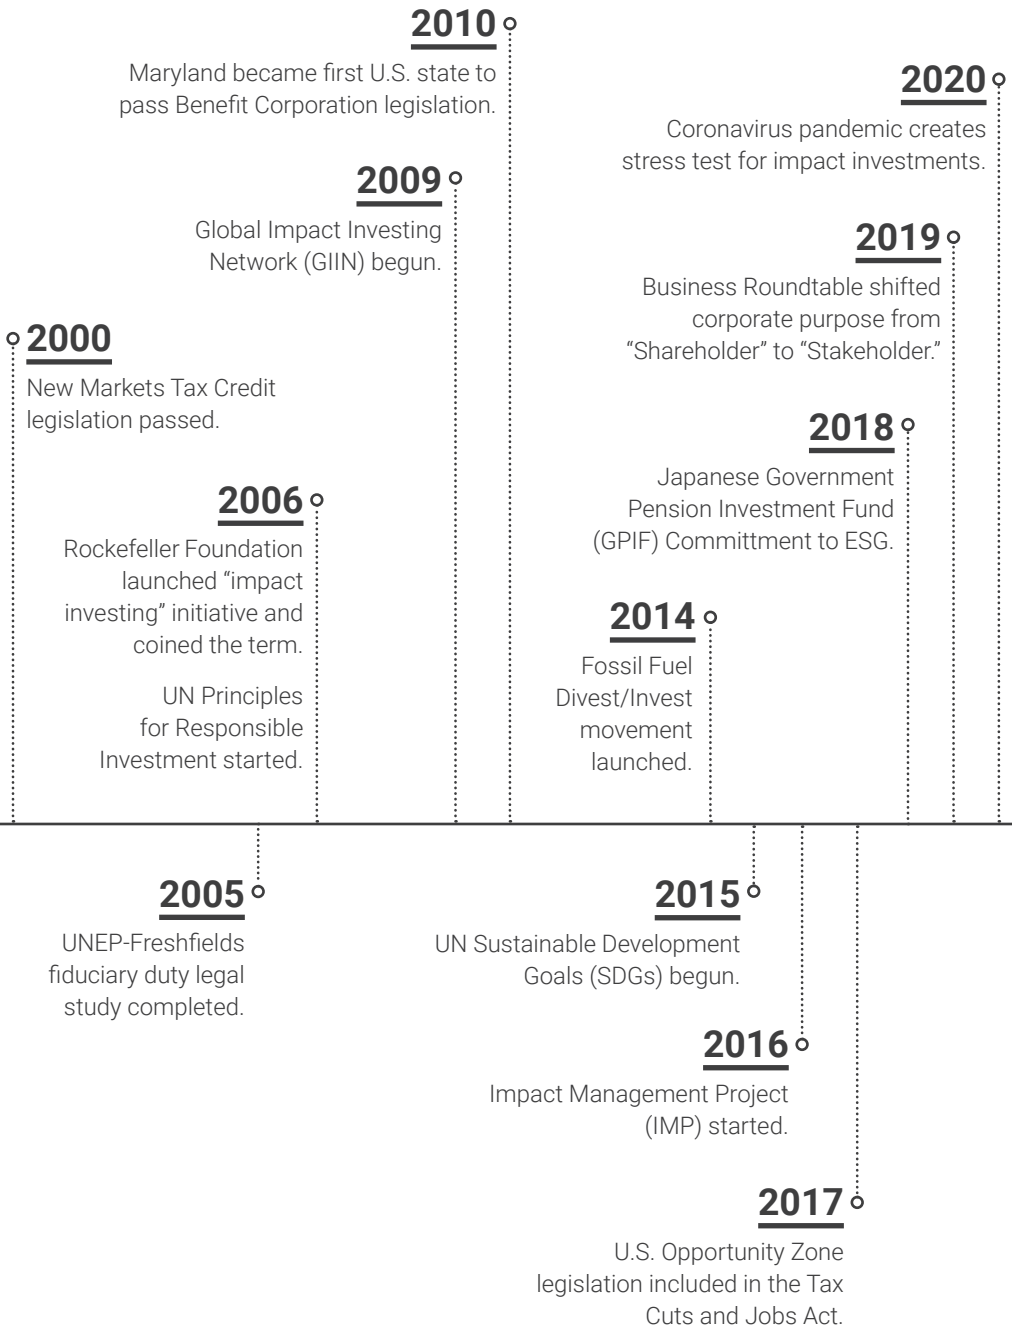 2010
Maryland became first U.S. state to
pass Benefit Corporation legislation.
2020
Coronavirus pandemic creates
stress test for impact investments.
2009
Global Impact Investing
Network (GIIN) begun.
2019
Business Roundtable shifted
corporate purpose from
“Shareholder” to “Stakeholder.”
2000
New Markets Tax Credit
legislation passed.
2018
Japanese Government
Pension Investment Fund
(GPIF) Committment to ESG.
2006
Rockefeller Foundation
launched “impact
investing” initiative and
coined the term.
UN Principles
for Responsible
Investment started.
2014
Fossil Fuel
Divest/Invest
movement
launched.
2005
UNEP-Freshfields
fiduciary duty legal
study completed.
2015
UN Sustainable Development
Goals (SDGs) begun.
2016
Impact Management Project
(IMP) started.
2017
U.S. Opportunity Zone
legislation included in the Tax
Cuts and Jobs Act.